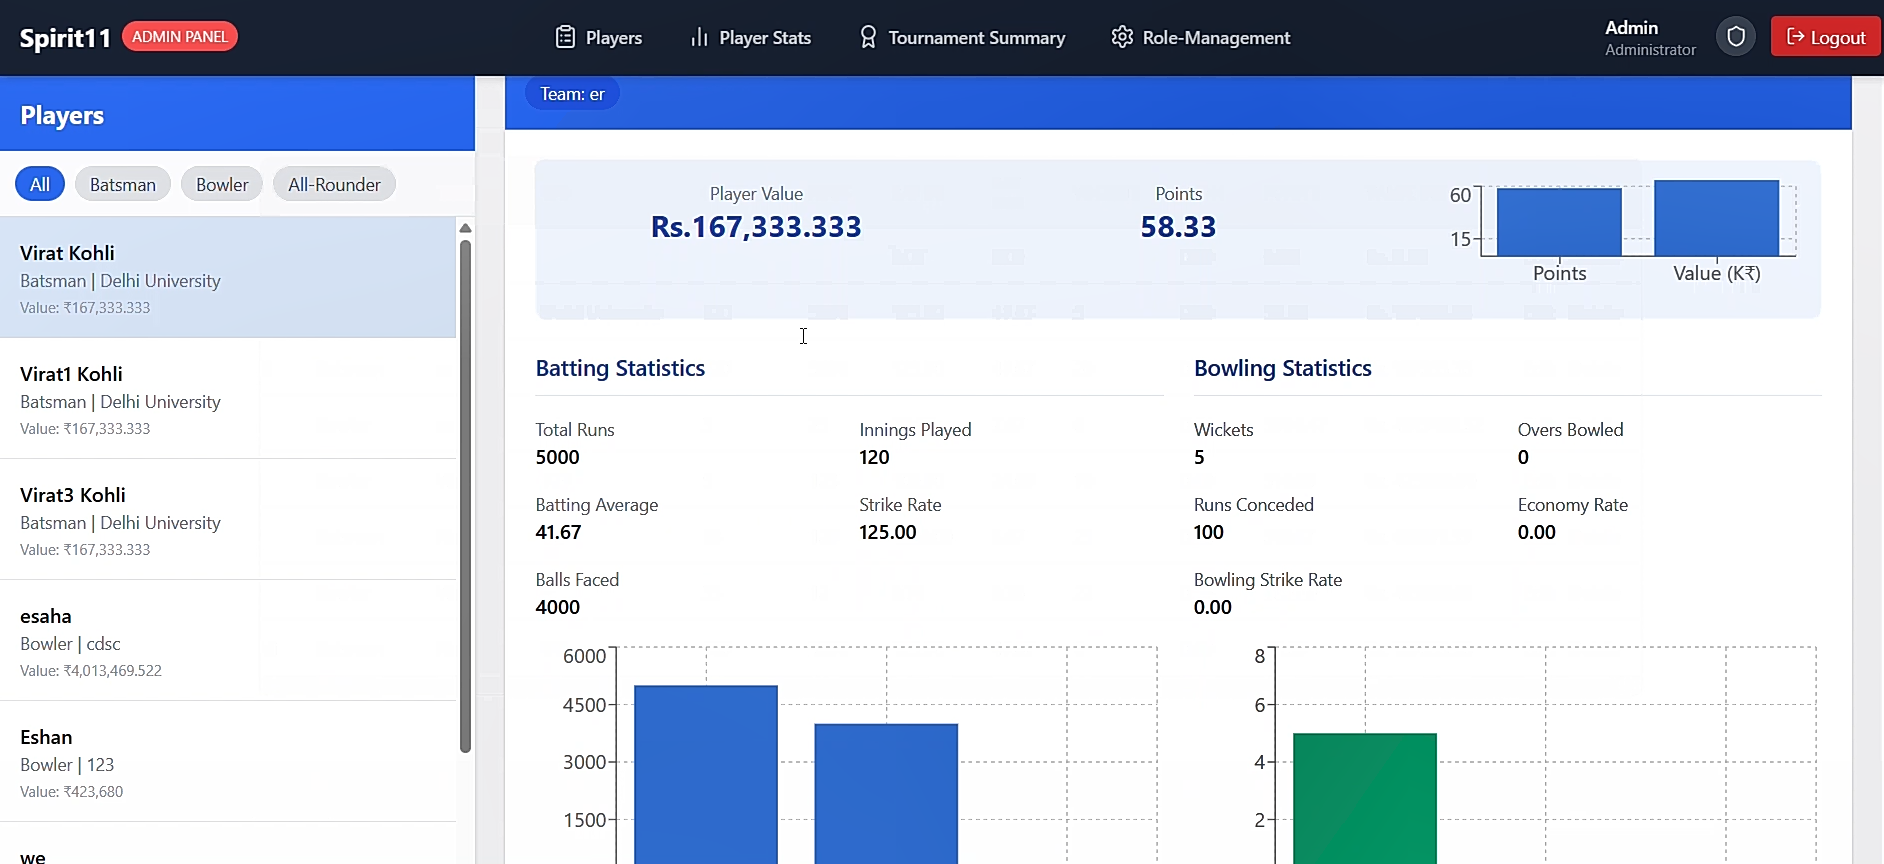 Spirit11 ADMIN PANEL
Players Player Stats Tournament Summary Role-Management
Admin
Administrator
Logout
Players
All Batsman Bowler All-Rounder
Virat Kohli
Batsman | Delhi University
Value: ₹167,333.333
Virat1 Kohli
Batsman | Delhi University
Value: ₹167,333.333
Virat3 Kohli
Batsman | Delhi University
Value: ₹167,333.333
esaha
Bowler | cdsc
Value: ₹4,013,469.522
Eshan
Bowler | 123
Value: ₹423,680
we
Team: er
Player Value
Rs.167,333.333
Points
58.33
60
15
Points Value (K₹)
Batting Statistics
Total Runs Innings Played
5000 120
Batting Average Strike Rate
41.67 125.00
Balls Faced
4000
6000
4500
3000
1500
Bowling Statistics
Wickets Overs Bowled
5 0
Runs Conceded Economy Rate
100 0.00
Bowling Strike Rate
0.00
8
6
4
2